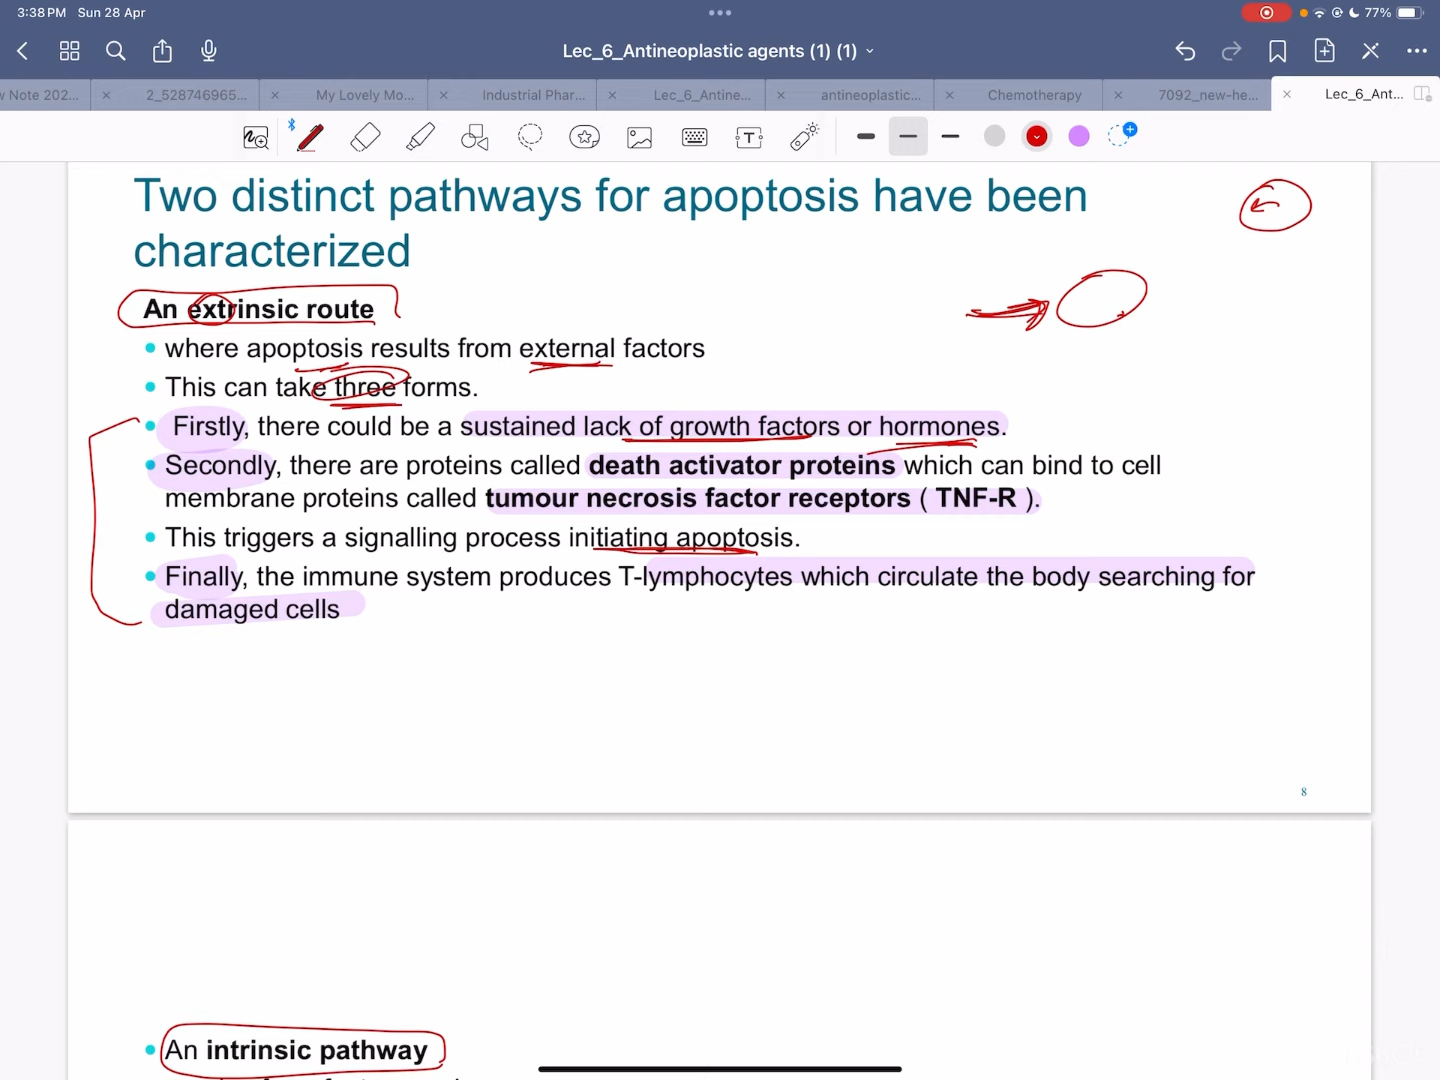 3:38 PM Sun 28 Apr
77%
Lec_6_Antineoplastic agents (1) (1)
w Note 202...
2_528746965...
My Lovely Mo...
Industrial Phar...
Lec_6_Antine...
antineoplastic...
Chemotherapy
7092_new-he...
Lec_6_Ant...
Two distinct pathways for apoptosis have been
characterized
An extrinsic route
• where apoptosis results from external factors
• This can take three forms.
• Firstly, there could be a sustained lack of growth factors or hormones.
• Secondly, there are proteins called death activator proteins which can bind to cell
membrane proteins called tumour necrosis factor receptors ( TNF-R ).
• This triggers a signalling process initiating apoptosis.
• Finally, the immune system produces T-lymphocytes which circulate the body searching for
damaged cells
8
• An intrinsic pathway